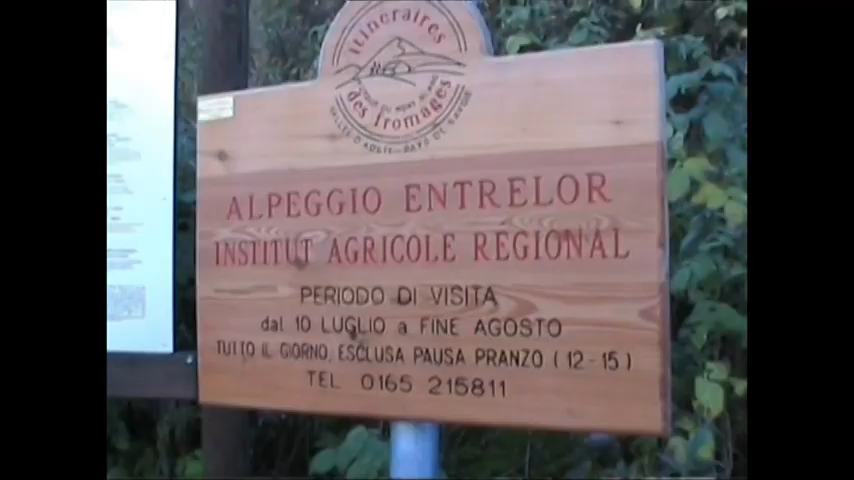 itinéraires
des fromages
VALLÉE D'AOSTE - PAYS DE SAVOIE
ALPEGGIO ENTRELOR
INSTITUT AGRICOLE REGIONAL
PERIODO DI VISITA
dal 10 LUGLIO a FINE AGOSTO
TUTTO IL GIORNO, ESCLUSA PAUSA PRANZO (12-15)
TEL 0165 215811